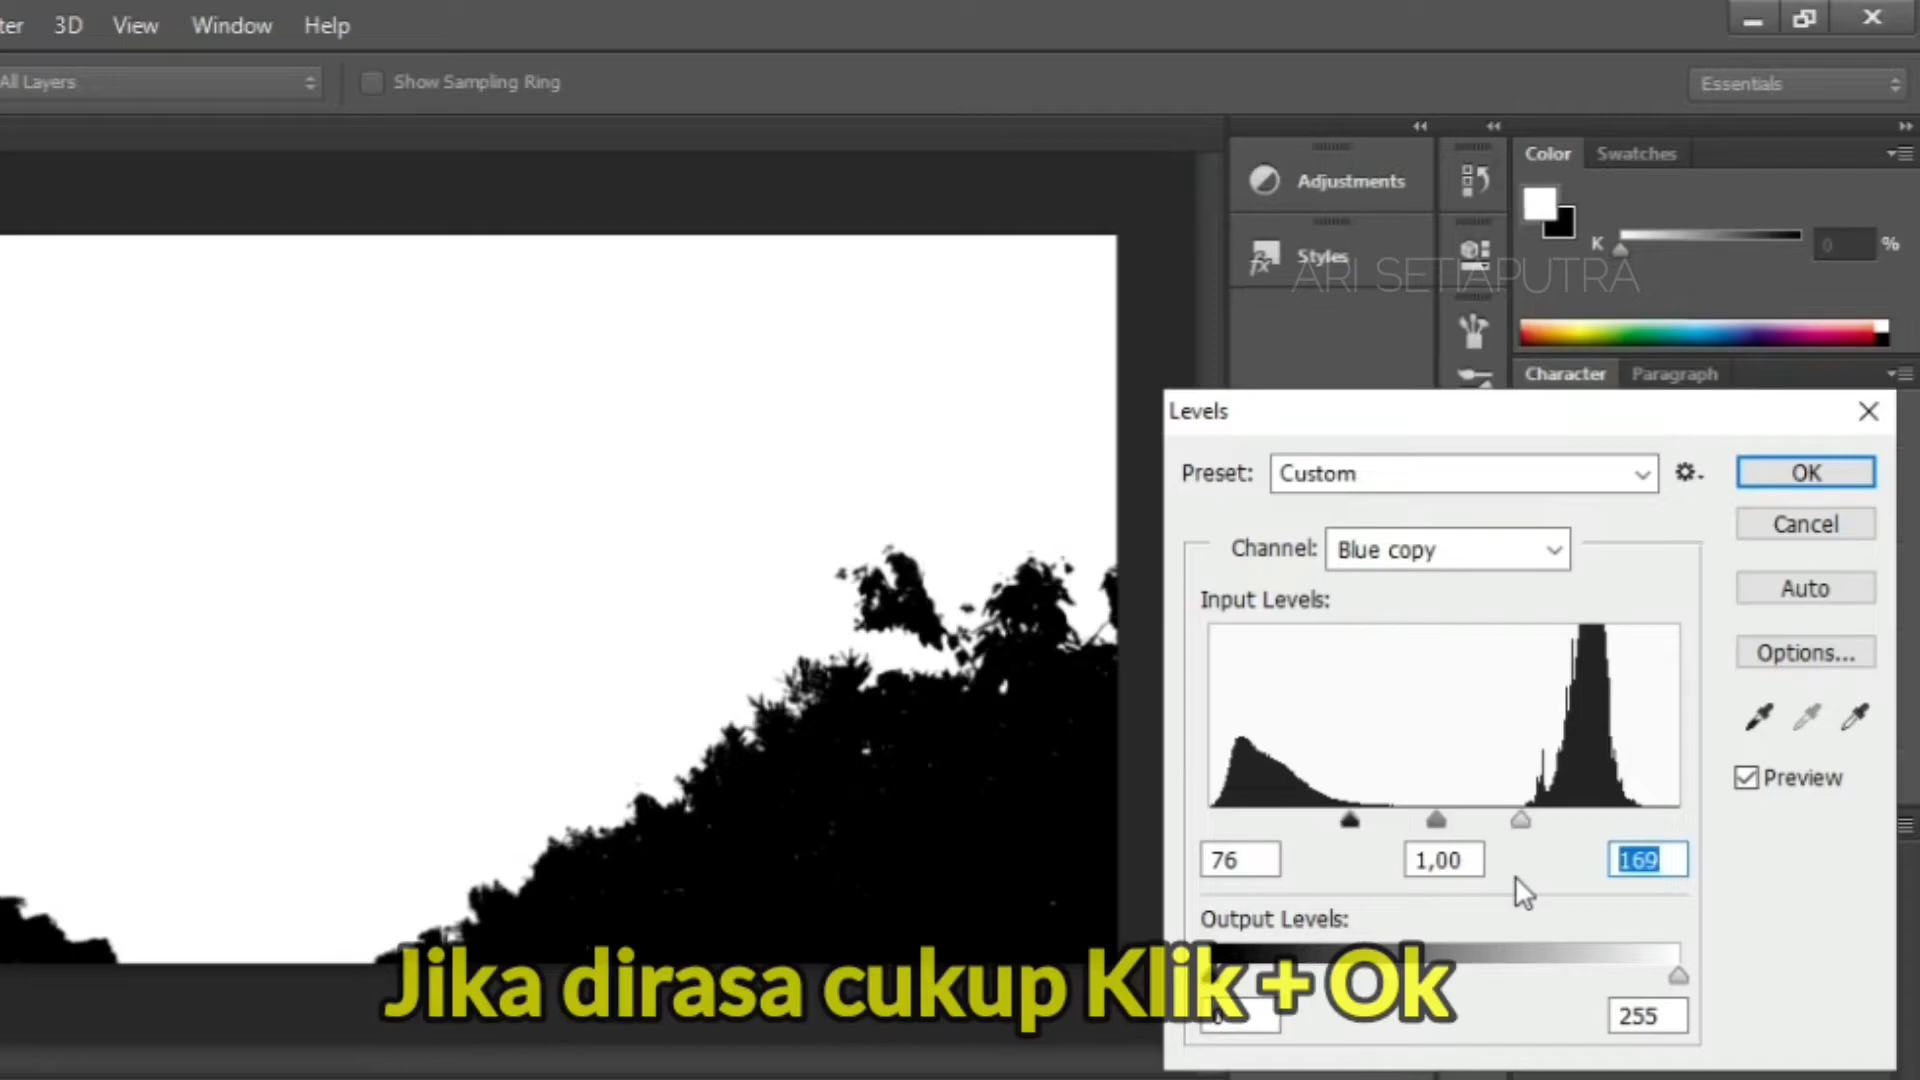 ter 3D View Window Help
All Layers Show Sampling Ring Essentials
Adjustments
Styles
Color Swatches
K 0 %
ARI SETIAPUTRA
Character Paragraph
Levels
Preset: Custom
OK
Cancel
Channel: Blue copy
Auto
Input Levels:
Options...
Preview
76 1,00 169
Output Levels:
0 255
Jika dirasa cukup Klik + Ok